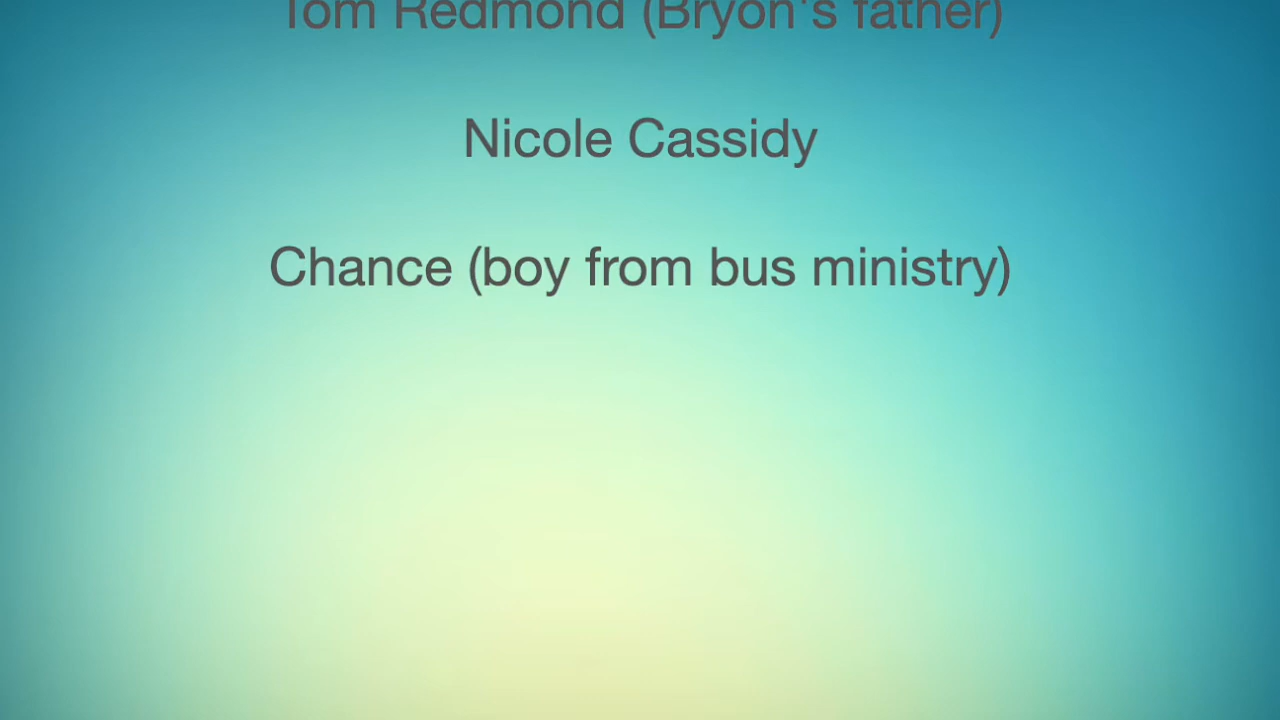 Tom Redmond (Bryon's father)
Nicole Cassidy
Chance (boy from bus ministry)